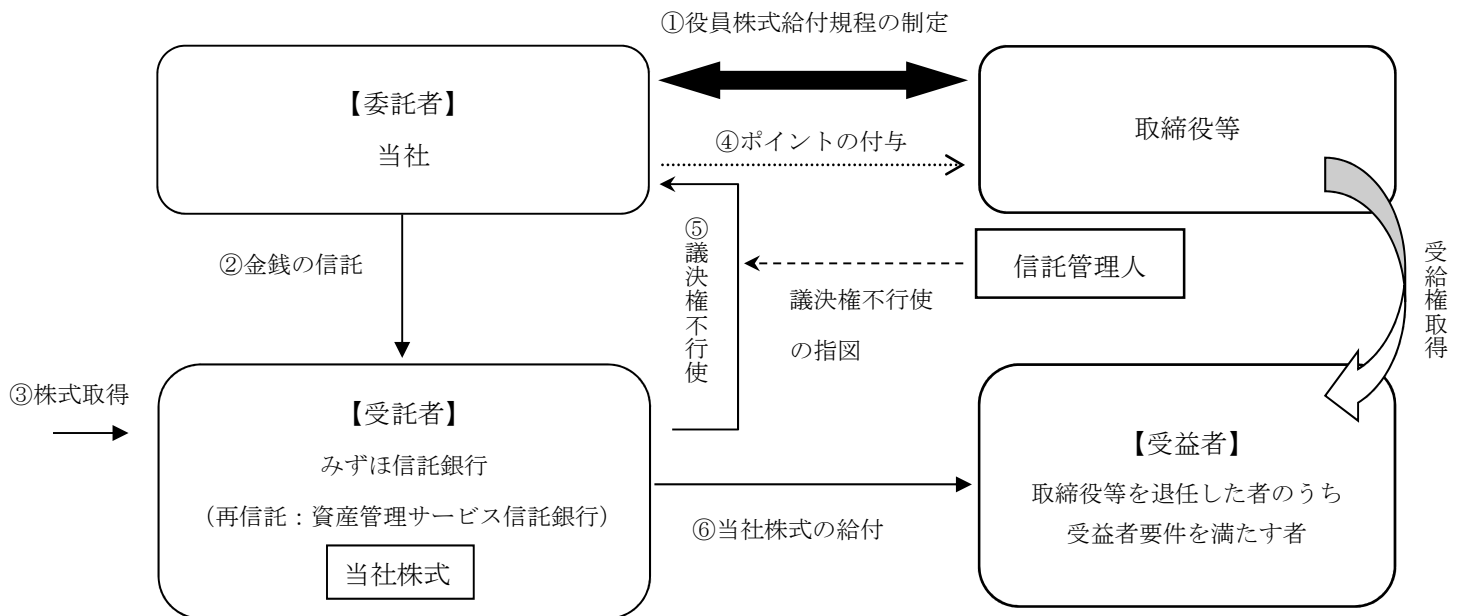 ①役員株式給付規程の制定
【委託者】
当社
取締役等
④ポイントの付与
②金銭の信託
⑤議決権不行使
信託管理人
議決権不行使
の指図
受給権取得
③株式取得
【受託者】
みずほ信託銀行
(再信託：資産管理サービス信託銀行)
当社株式
⑥当社株式の給付
【受益者】
取締役等を退任した者のうち
受益者要件を満たす者